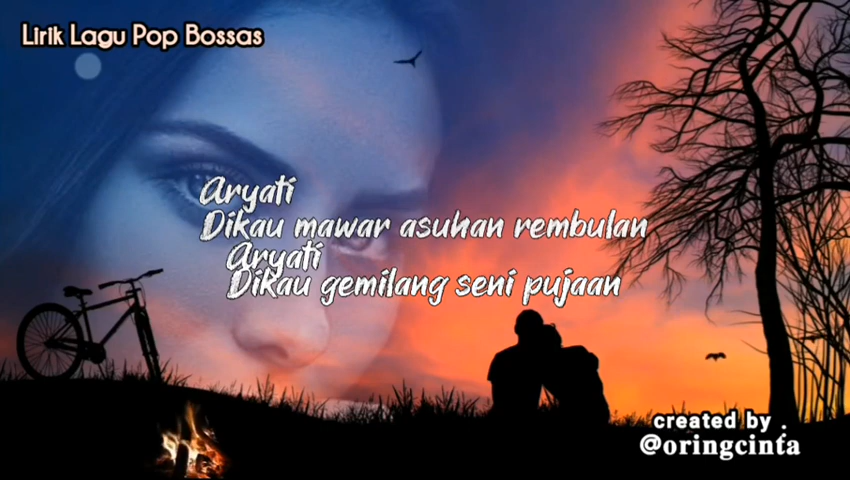 Lirik Lagu Pop Bossas
Aryati
Dikau mawar asuhan rembulan
Aryati
Dikau gemilang seni pujaan
created by .
@oringcinta